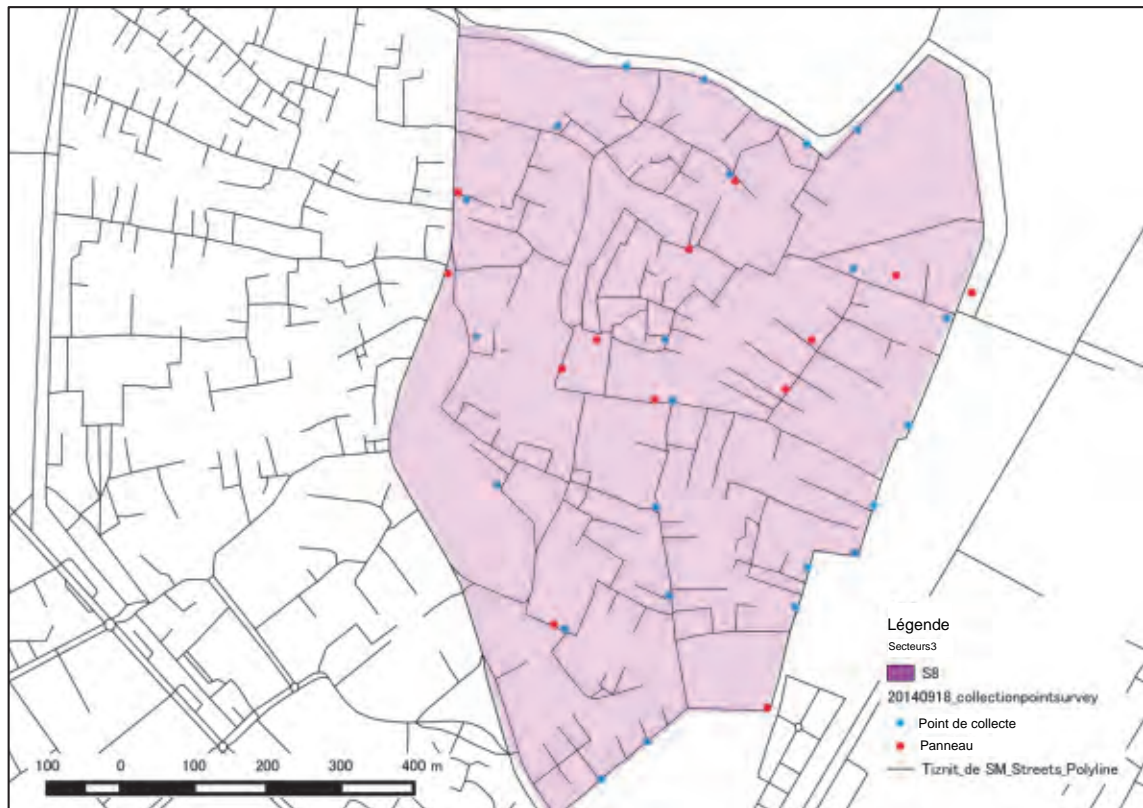 Légende
Secteurs3
S8
20140918_collectionpointsurvey
Point de collecte
Panneau
Tiznit_de SM_Streets_Polyline
100 0 100 200 300 400 m